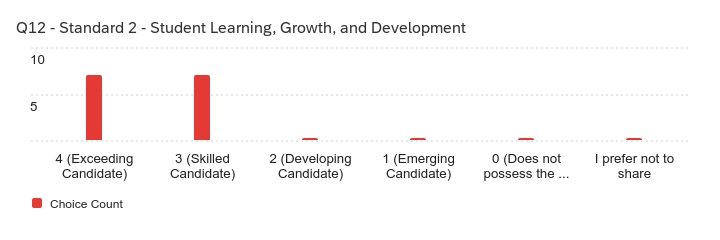 Q12 - Standard 2 - Student Learning, Growth, and Development
10
5
4 (Exceeding Candidate)
3 (Skilled Candidate)
2 (Developing Candidate)
1 (Emerging Candidate)
0 (Does not possess the ...
I prefer not to share
Choice Count